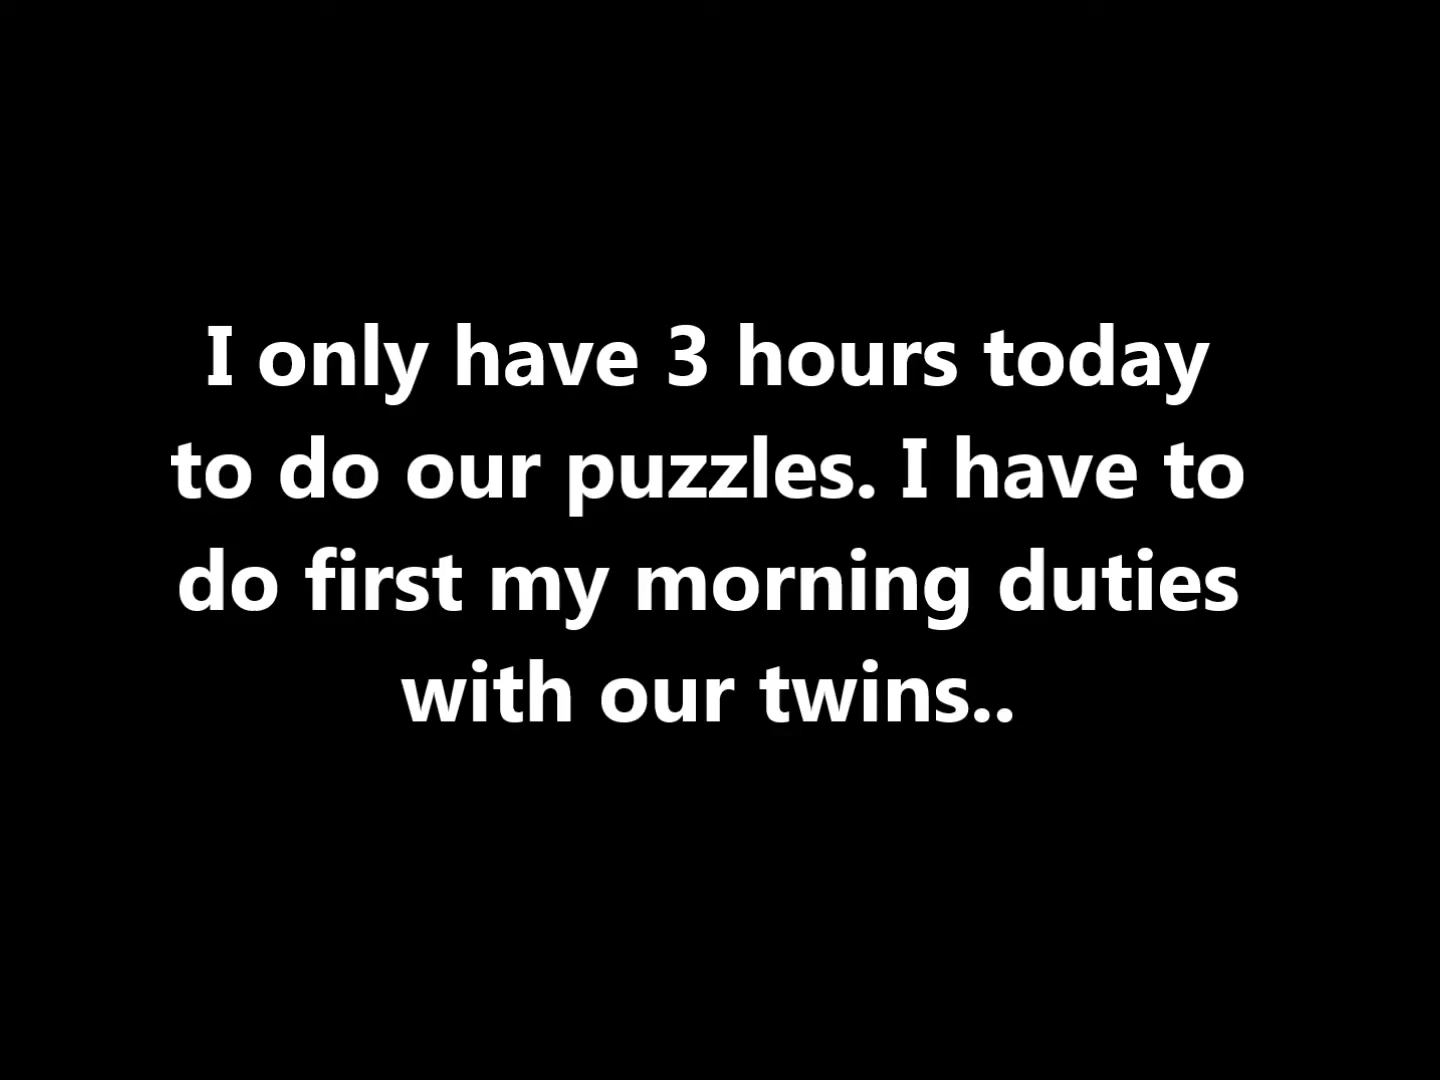 I only have 3 hours today
to do our puzzles. I have to
do first my morning duties
with our twins..